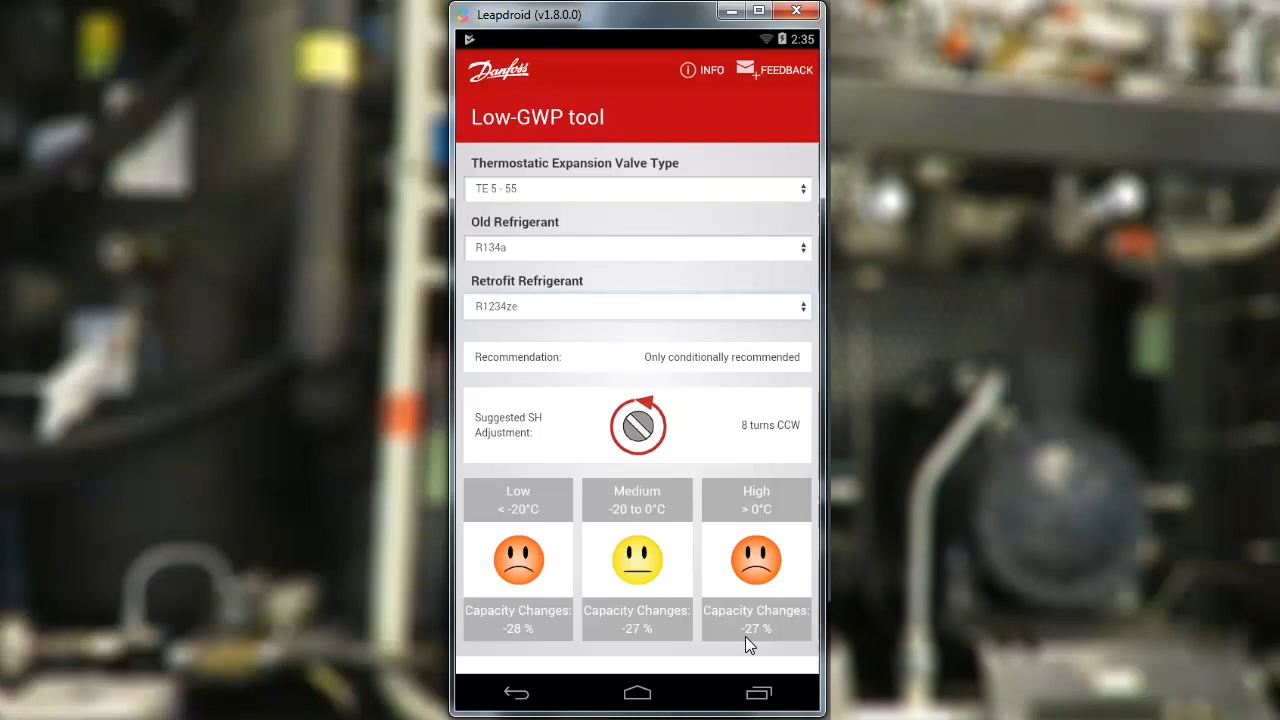 Leapdroid (v1.8.0.0)
2:35
Danfoss
INFO
FEEDBACK
Low-GWP tool
Thermostatic Expansion Valve Type
TE 5 - 55
Old Refrigerant
R134a
Retrofit Refrigerant
R1234ze
Recommendation: Only conditionally recommended
Suggested SH
Adjustment:
8 turns CCW
Low
< -20°C
Medium
-20 to 0°C
High
> 0°C
Capacity Changes:
-28 %
Capacity Changes:
-27 %
Capacity Changes:
-27 %